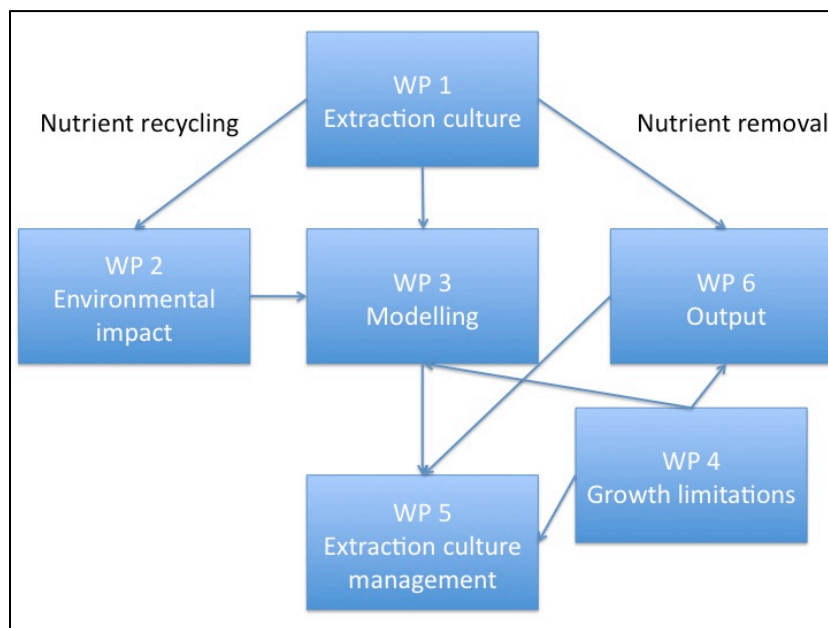 WP 1
Extraction culture
Nutrient recycling
Nutrient removal
WP 2
Environmental
impact
WP 3
Modelling
WP 6
Output
WP 4
Growth limitations
WP 5
Extraction culture
management